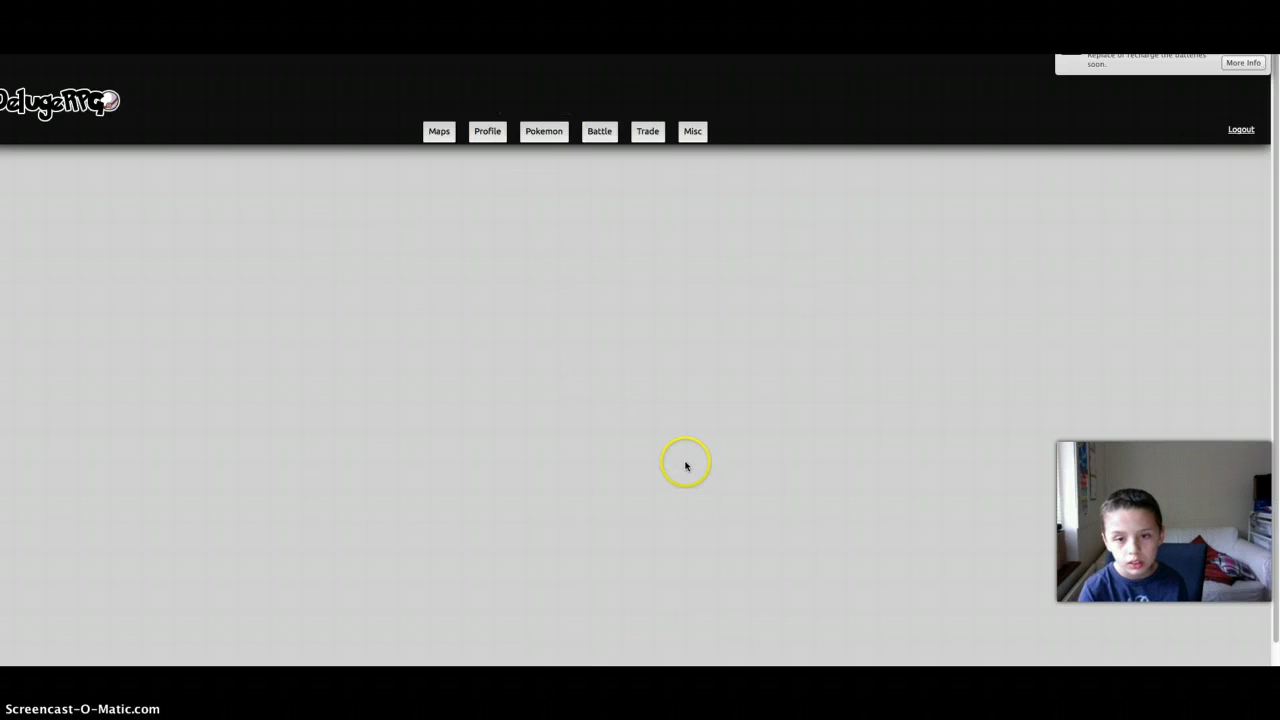 Replace or recharge the batteries
soon.
More Info
DelugeRPG
Maps
Profile
Pokemon
Battle
Trade
Misc
Logout
Screencast-O-Matic.com